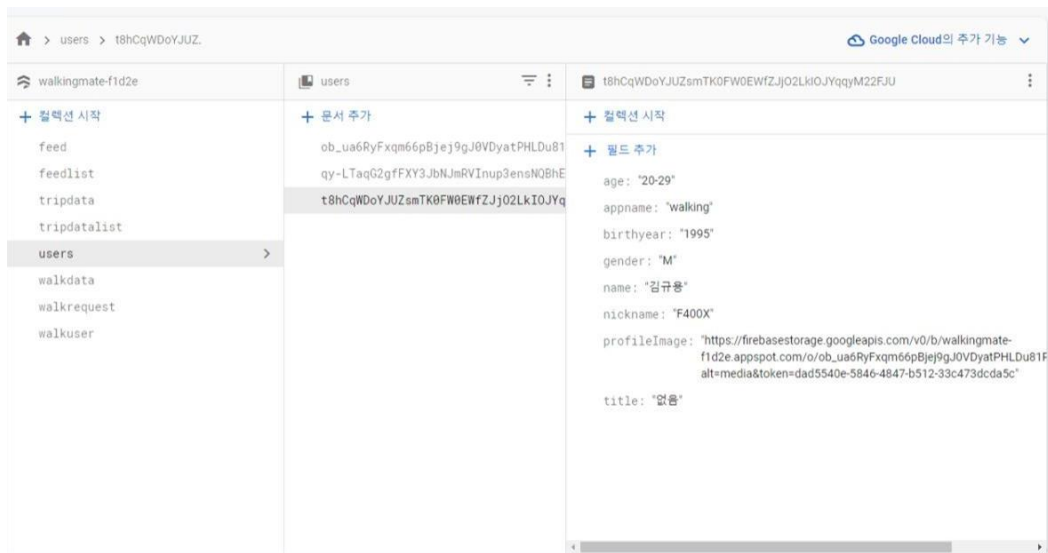 users > t8hCqWDoYJUZ.
Google Cloud의 추가 기능
walkingmate-f1d2e
users
t8hCqWDoYJUZsmTK0FW0EWfZJjO2LkIOJYqqyM22FJU
+ 컬렉션 시작
feed
feedlist
tripdata
tripdatalist
users
walkdata
walkrequest
walkuser
+ 문서 추가
ob_ua6RyFxqm66pBjej9gJ0VDyatPHLDu81
qy-LTaqG2gfFXY3JbNJmRVInup3ensNQBhE
t8hCqWDoYJUZsmTK0FW0EWfZJjO2LkIOJYq
+ 컬렉션 시작
+ 필드 추가
age: "20-29"
appname: "walking"
birthyear: "1995"
gender: "M"
name: "김규용"
nickname: "F400X"
profileImage: "https://firebasestorage.googleapis.com/v0/b/walkingmate-
f1d2e.appspot.com/o/ob_ua6RyFxqm66pBjej9gJ0VDyatPHLDu81F
alt=media&token=dad5540e-5846-4847-b512-33c473dcda5c"
title: "없음"